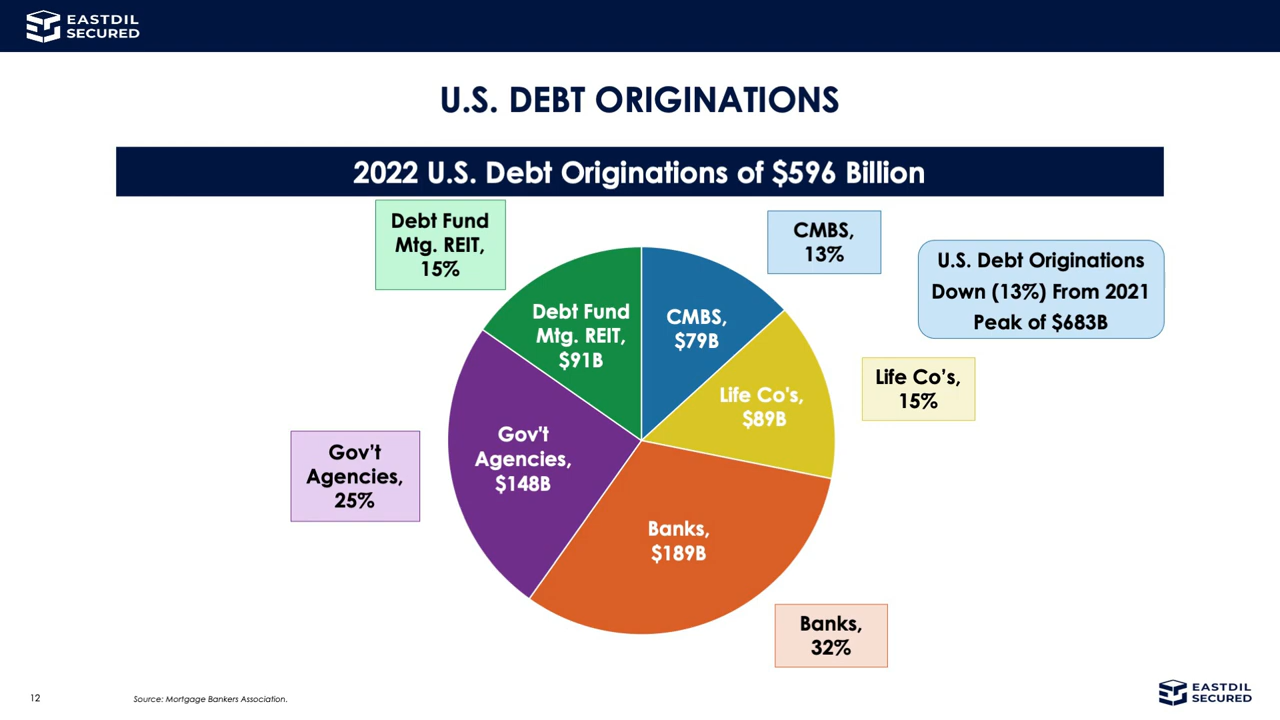 EASTDIL
SECURED
U.S. DEBT ORIGINATIONS
2022 U.S. Debt Originations of $596 Billion
Debt Fund
Mtg. REIT,
15%
CMBS,
13%
U.S. Debt Originations
Down (13%) From 2021
Peak of $683B
Debt Fund
Mtg. REIT,
$91B
CMBS,
$79B
Life Co's,
$89B
Life Co’s,
15%
Gov't
Agencies,
$148B
Gov't
Agencies,
25%
Banks,
$189B
Banks,
32%
12
Source: Mortgage Bankers Association.
EASTDIL
SECURED